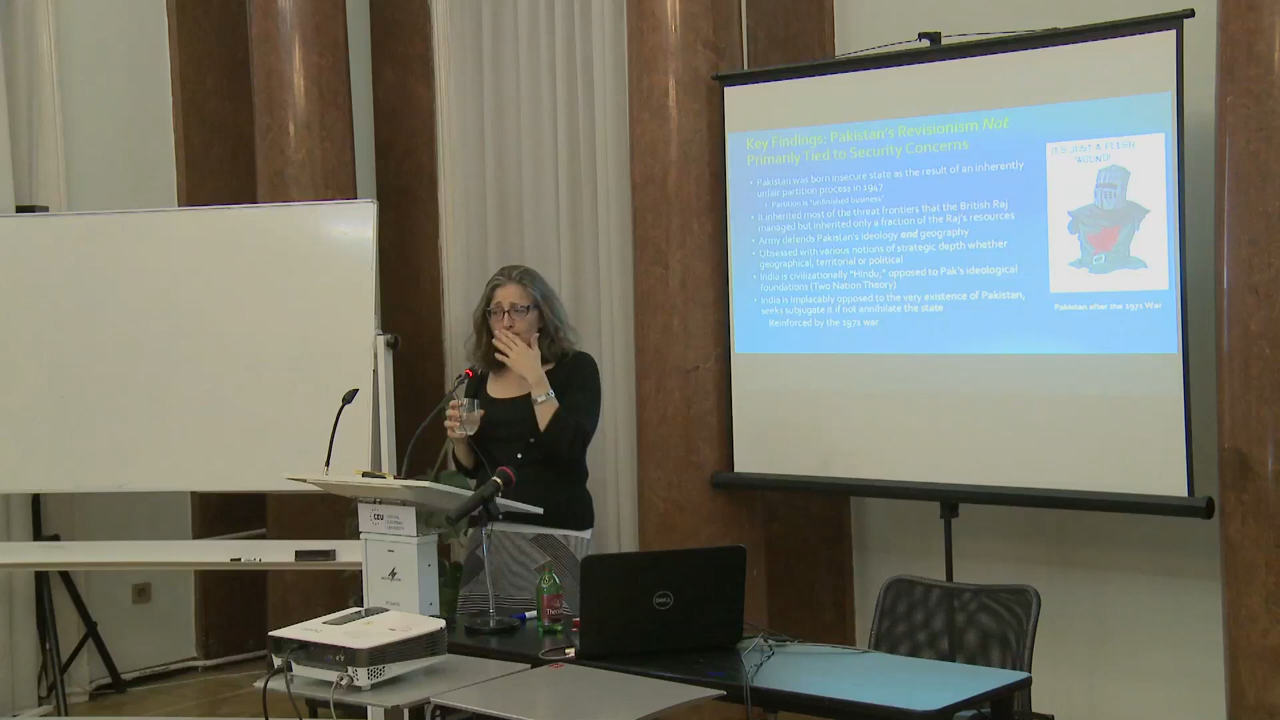 Key Findings: Pakistan's Revisionism Not
Primarily Tied to Security Concerns
• Pakistan was born insecure state as the result of an inherently
unfair partition process in 1947
• Partition is "unfinished business"
• It inherited most of the threat frontiers that the British Raj
managed but inherited only a fraction of the Raj's resources
• Army defends Pakistan's ideology and geography
• Obsessed with various notions of strategic depth whether
geographical, territorial or political
• India is civilizationally "Hindu;" opposed to Pak's ideological
foundations (Two Nation Theory)
• India is implacably opposed to the very existence of Pakistan,
seeks subjugate it if not annihilate the state
Reinforced by the 1971 war
IT'S JUST A FLESH
WOUND!
Pakistan after the 1971 War
CEU
CENTRAL
EUROPEAN
UNIVERSITY
DELL